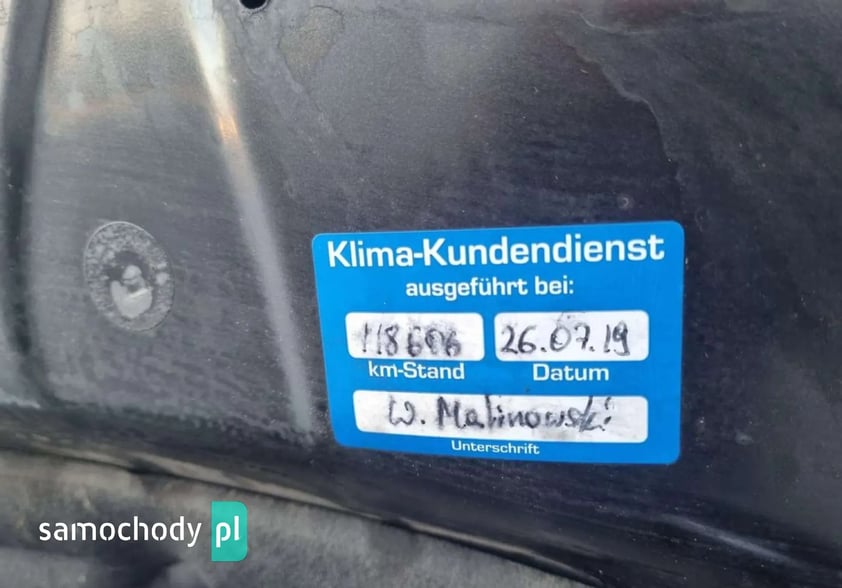 Klima-Kundendienst
ausgeführt bei:
118606 26.07.19
km-Stand Datum
W. Malinowski
Unterschrift
samochody pl